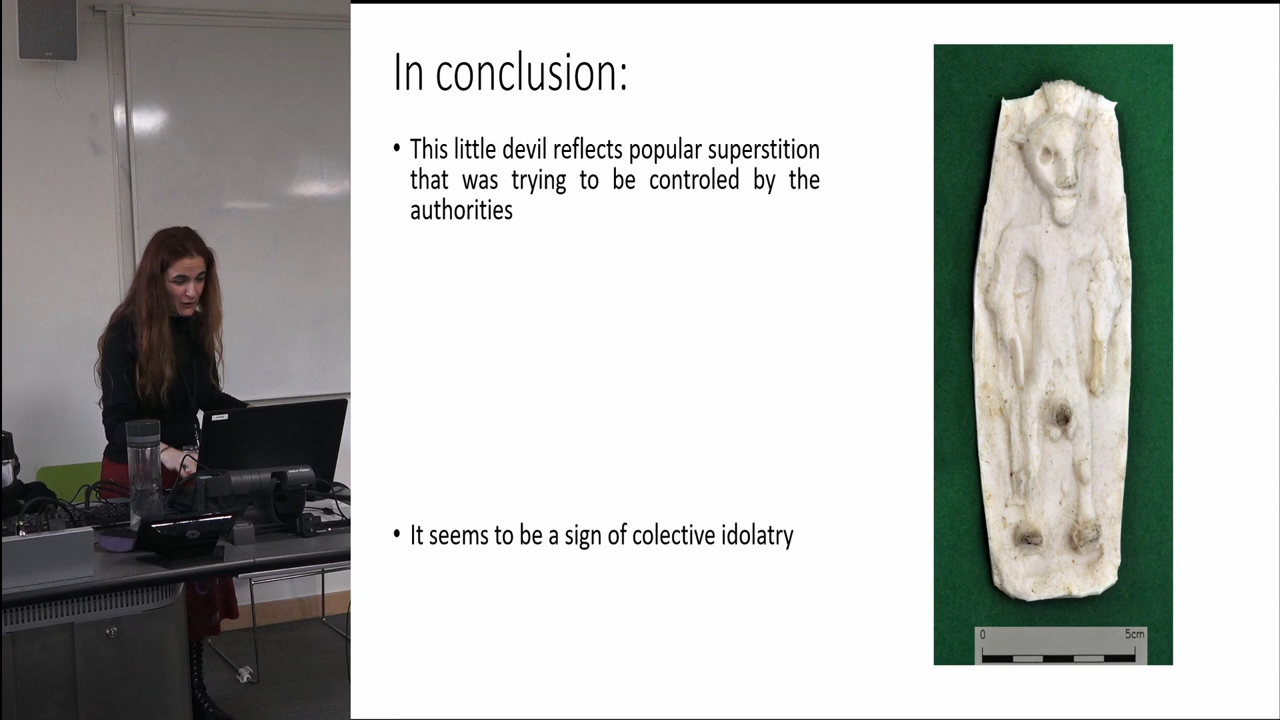 In conclusion:
• This little devil reflects popular superstition
that was trying to be controled by the
authorities
• It seems to be a sign of colective idolatry
0 5cm